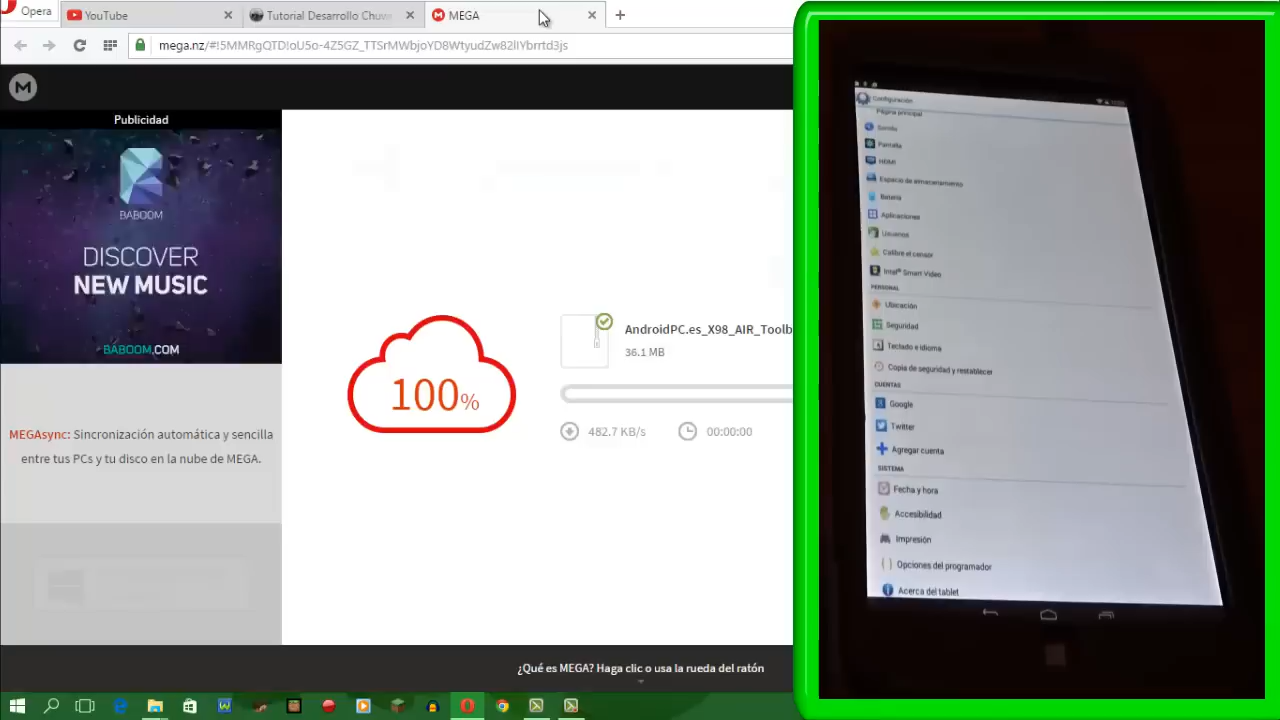 Opera
YouTube
Tutorial Desarrollo Chuw
MEGA
mega.nz/#!5MMRgQTD!oU5o-4Z5GZ_TTSrMWbjoYD8WtyudZw82lIYbrrtd3js
M
Publicidad
BABOOM
DISCOVER
NEW MUSIC
BABOOM.COM
MEGAsync: Sincronización automática y sencilla
entre tus PCs y tu disco en la nube de MEGA.
100%
AndroidPC.es_X98_AIR_Toolb
36.1 MB
482.7 KB/s
00:00:00
¿Qué es MEGA? Haga clic o usa la rueda del ratón
Configuración
Página principal
Sonido
Pantalla
HDMI
Espacio de almacenamiento
Batería
Aplicaciones
Usuarios
Calibre el censor
Intel® Smart Video
PERSONAL
Ubicación
Seguridad
Teclado e idioma
Copia de seguridad y restablecer
CUENTAS
Google
Twitter
Agregar cuenta
SISTEMA
Fecha y hora
Accesibilidad
Impresión
Opciones del programador
Acerca del tablet